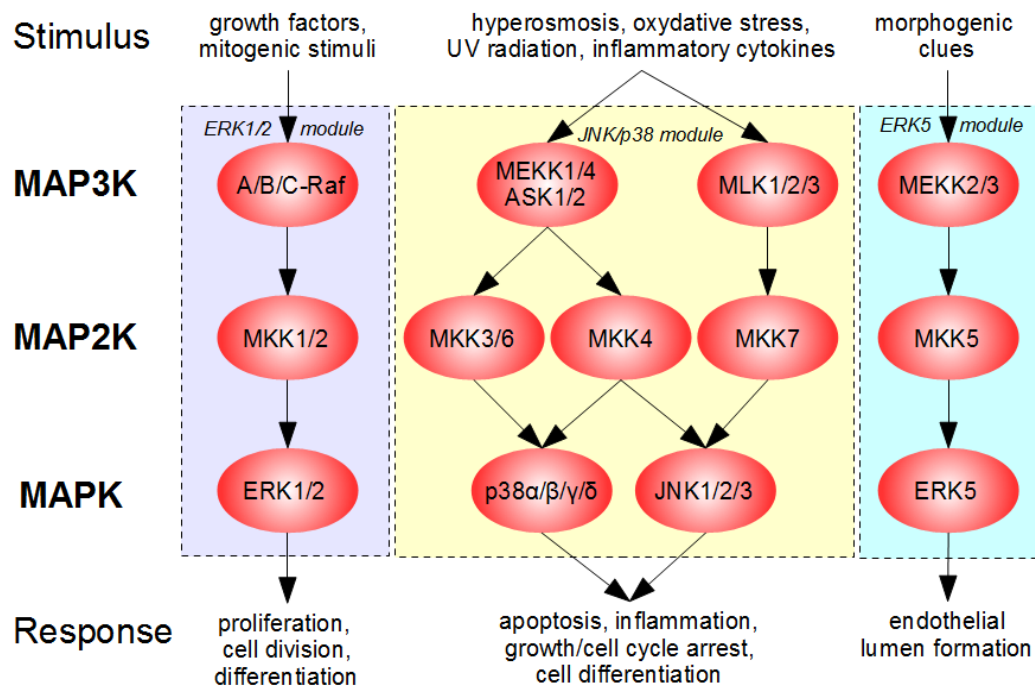 Stimulus
growth factors,
mitogenic stimuli
hyperosmosis, oxydative stress,
UV radiation, inflammatory cytokines
morphogenic
clues
ERK1/2 module
JNK/p38 module
ERK5 module
MAP3K
A/B/C-Raf
MEKK1/4
ASK1/2
MLK1/2/3
MEKK2/3
MAP2K
MKK1/2
MKK3/6
MKK4
MKK7
MKK5
MAPK
ERK1/2
p38α/β/γ/δ
JNK1/2/3
ERK5
Response
proliferation,
cell division,
differentiation
apoptosis, inflammation,
growth/cell cycle arrest,
cell differentiation
endothelial
lumen formation